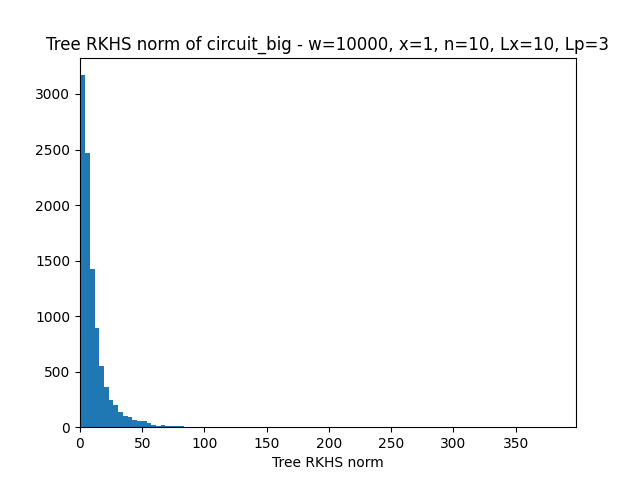 Tree RKHS norm of circuit_big - w=10000, x=1, n=10, Lx=10, Lp=3
3000
2500
2000
1500
1000
500
0
0 50 100 150 200 250 300 350
Tree RKHS norm